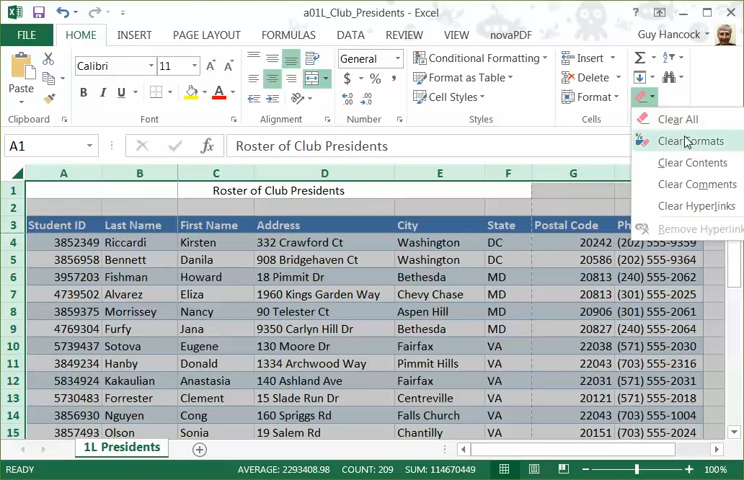 a01L_Club_Presidents - Excel
FILE HOME INSERT PAGE LAYOUT FORMULAS DATA REVIEW VIEW novaPDF Guy Hancock
Calibri 11 General Conditional Formatting Insert
Paste Format as Table Delete
Cell Styles Format
Clipboard Font Alignment Number Cells
Clear All
Clear Formats
Clear Contents
Clear Comments
Clear Hyperlinks
Remove Hyperlink
A1 Roster of Club Presidents
A B C D E F G
1 Roster of Club Presidents
2
3 Student ID Last Name First Name Address City State Postal Code
4 3852349 Riccardi Kirsten 332 Crawford Ct Washington DC 20242 (202) 555-9359
5 3856958 Bennett Danila 908 Bridgehaven Ct Washington DC 20586 (202) 555-9364
6 3957203 Fishman Howard 18 Pimmit Dr Bethesda MD 20813 (240) 555-2062
7 4739502 Alvarez Eliza 1960 Kings Garden Way Chevy Chase MD 20813 (301) 555-2025
8 3859375 Morrissey Nancy 90 Telester Ct Aspen Hill MD 20906 (301) 555-2061
9 4769304 Furfy Jana 9350 Carlyn Hill Dr Bethesda MD 20827 (240) 555-2064
10 5739437 Sotova Eugene 130 Moore Dr Fairfax VA 22038 (571) 555-2018
11 3849234 Hanby Donald 1334 Archwood Way Pimmit Hills VA 22043 (703) 555-2316
12 5834924 Kakaulian Anastasia 140 Ashland Ave Fairfax VA 22031 (571) 555-2031
13 5739205 Forrester Clement 15 Slade Run Dr Centreville VA 20121 (571) 555-2018
14 3856930 Nguyen Cong 160 Spriggs Rd Falls Church VA 22043 (703) 555-1004
15 3857493 Olson Sonia 19 Salem Rd Chantilly VA 20151 (703) 555-2024
1L Presidents
READY AVERAGE: 2293408.98 COUNT: 209 SUM: 114670449 100%